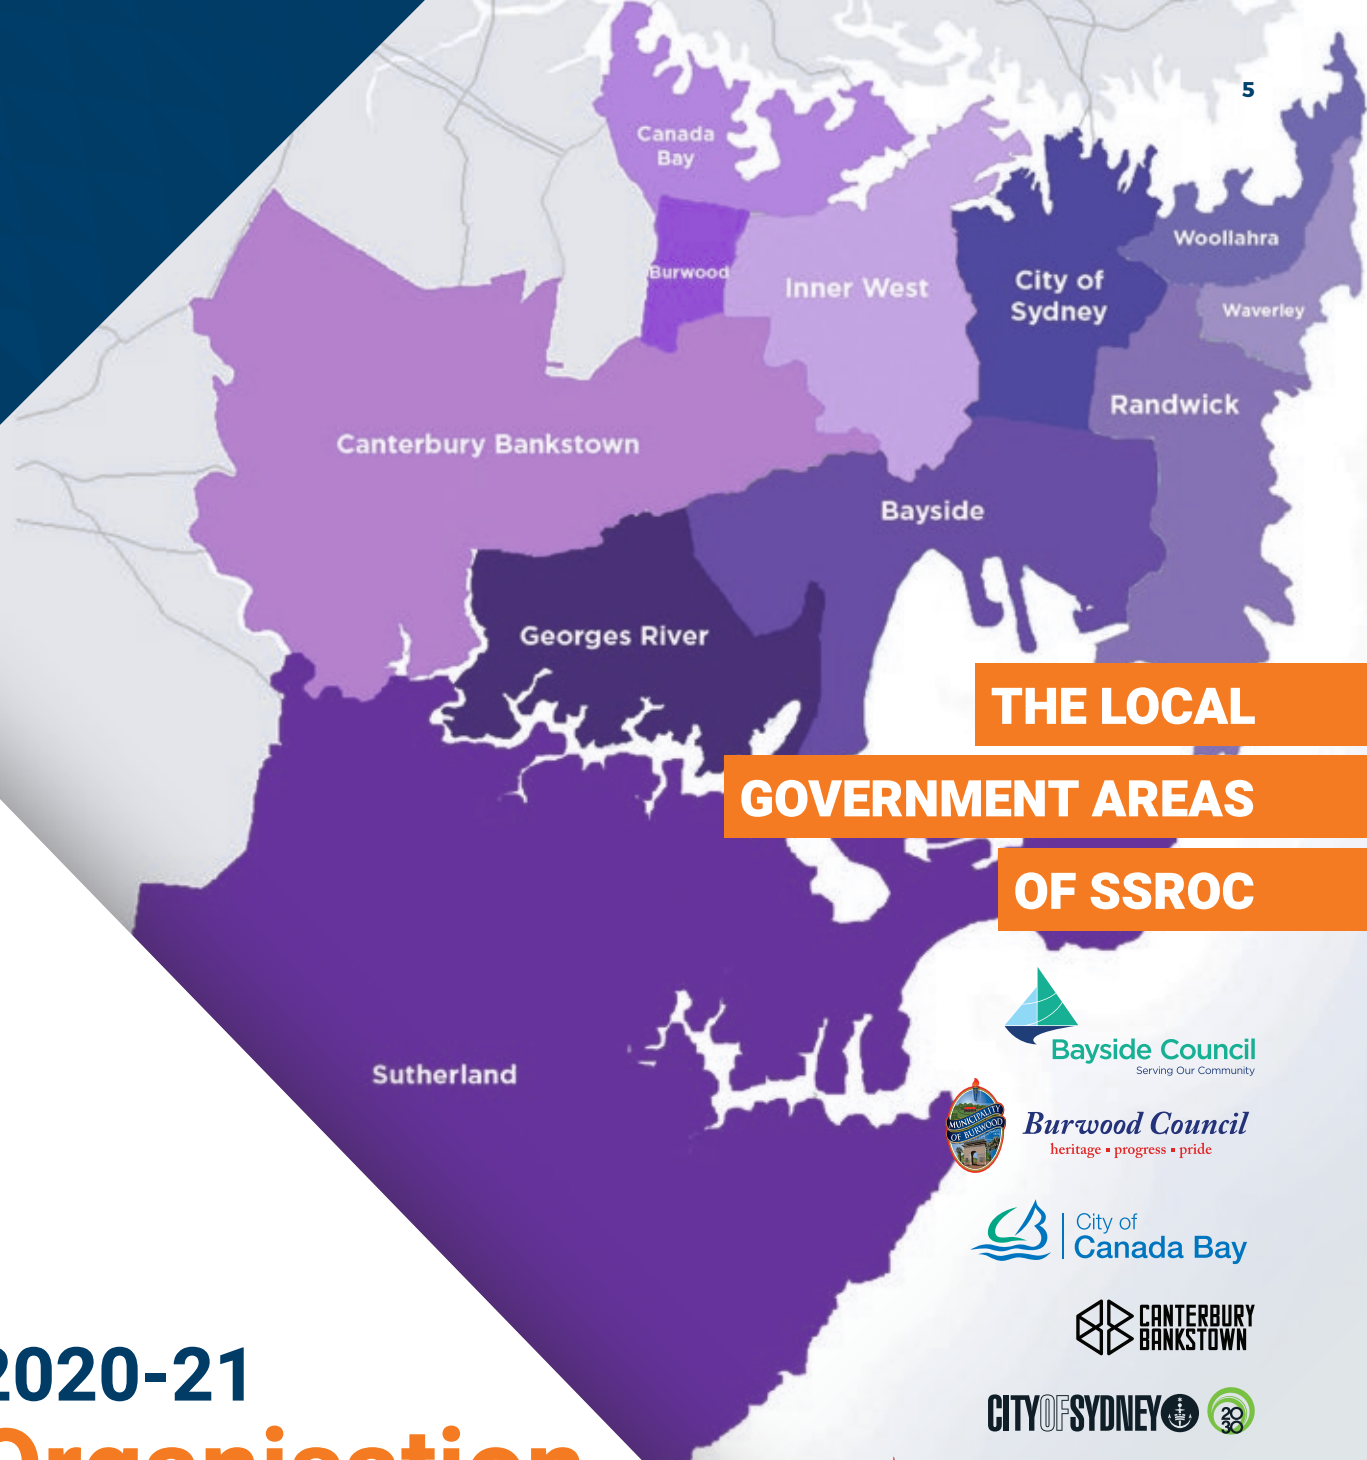 5
Canada
Bay
Burwood
Inner West
City of
Sydney
Woollahra
Waverley
Randwick
Canterbury Bankstown
Bayside
Georges River
Sutherland
THE LOCAL
GOVERNMENT AREAS
OF SSROC
Bayside Council
Serving Our Community
MUNICIPALITY
OF BURWOOD
Burwood Council
heritage ▪ progress ▪ pride
City of
Canada Bay
CANTERBURY
BANKSTOWN
CITYOFSYDNEY
2030
2020-21
Organisation